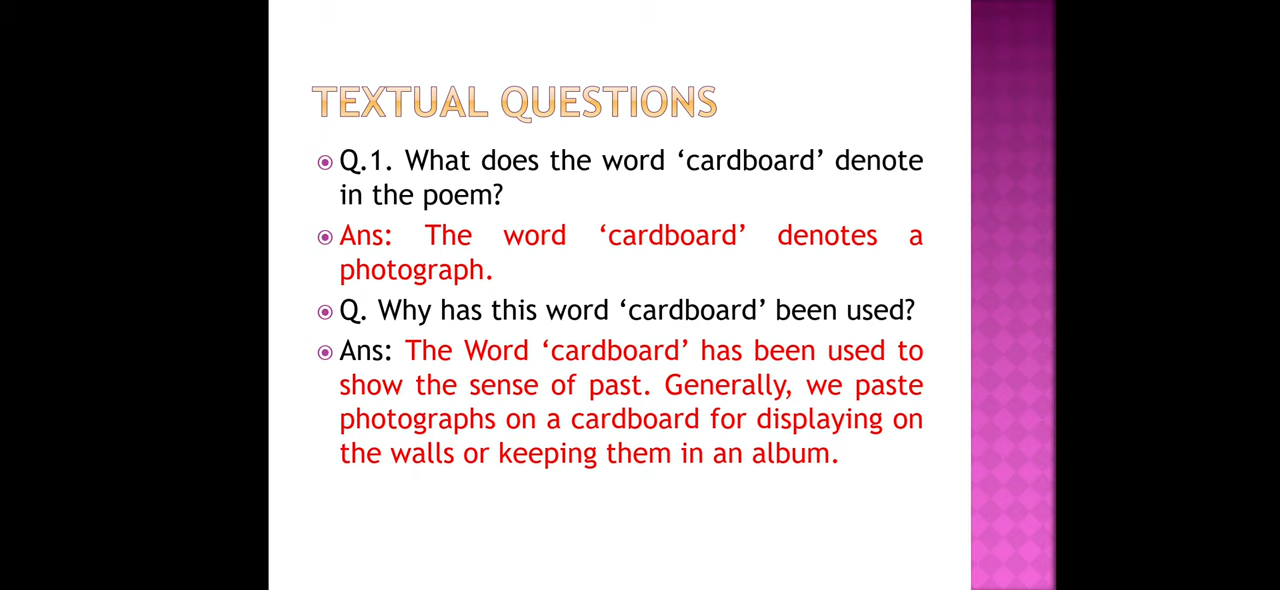 TEXTUAL QUESTIONS
Q.1. What does the word ‘cardboard’ denote
in the poem?
Ans: The word ‘cardboard’ denotes a
photograph.
Q. Why has this word ‘cardboard’ been used?
Ans: The Word ‘cardboard’ has been used to
show the sense of past. Generally, we paste
photographs on a cardboard for displaying on
the walls or keeping them in an album.